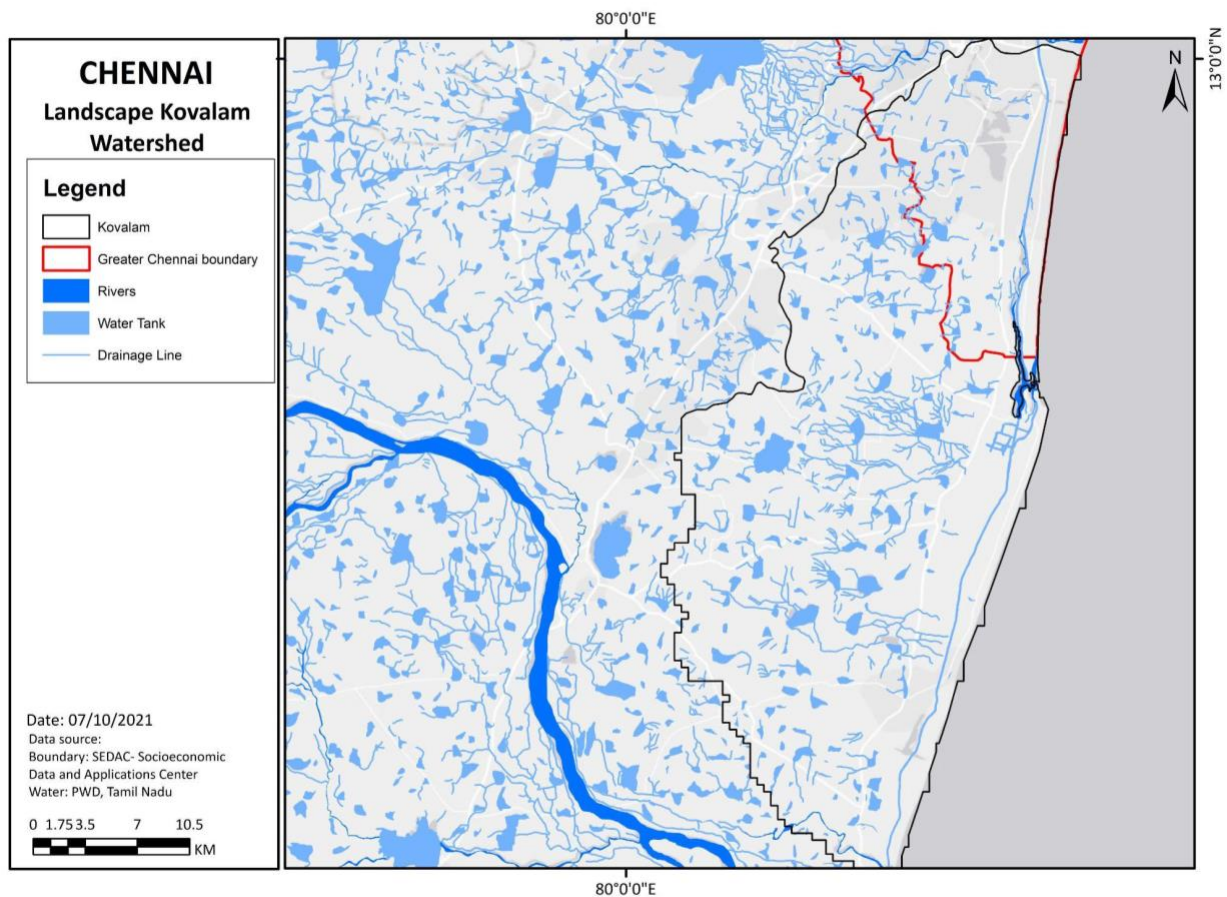 80°0'0"E
CHENNAI
Landscape Kovalam
Watershed
Legend
Kovalam
Greater Chennai boundary
Rivers
Water Tank
Drainage Line
Date: 07/10/2021
Data source:
Boundary: SEDAC- Socioeconomic
Data and Applications Center
Water: PWD, Tamil Nadu
0 1.75 3.5 7 10.5
KM
N
13°0'0"N
80°0'0"E